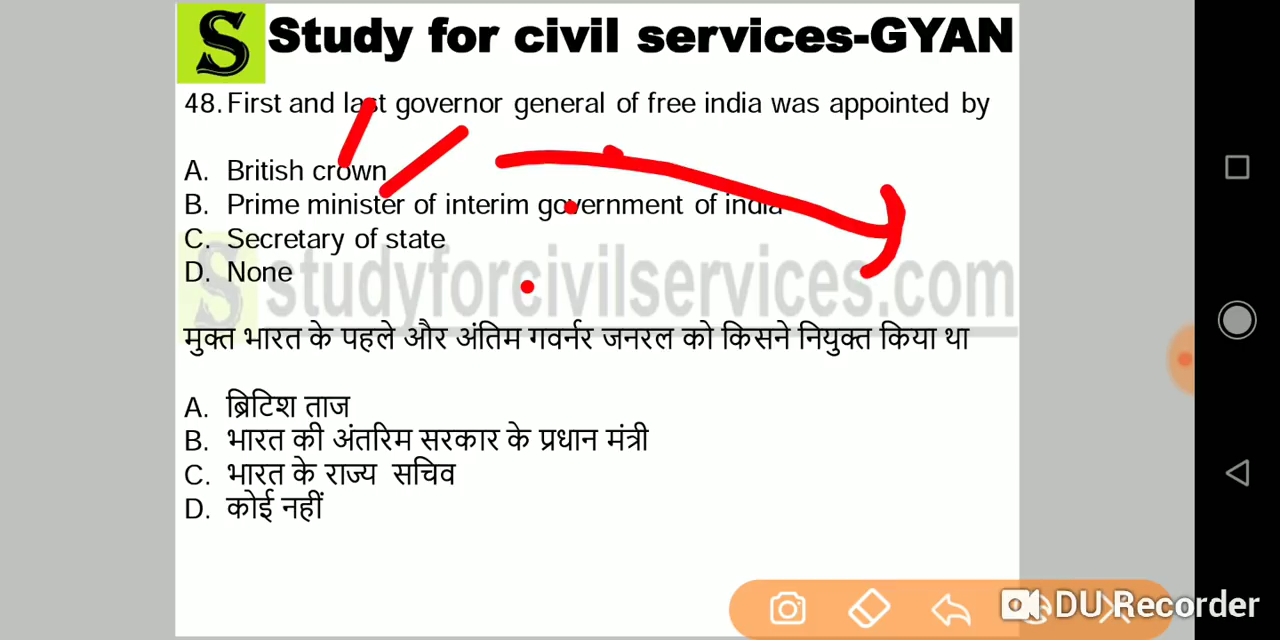 S Study for civil services-GYAN
48. First and last governor general of free india was appointed by
A. British crown
B. Prime minister of interim government of india
C. Secretary of state
D. None
S studyforcivilservices.com
मुक्त भारत के पहले और अंतिम गवर्नर जनरल को किसने नियुक्त किया था
A. ब्रिटिश ताज
B. भारत की अंतरिम सरकार के प्रधान मंत्री
C. भारत के राज्य सचिव
D. कोई नहीं
DU Recorder